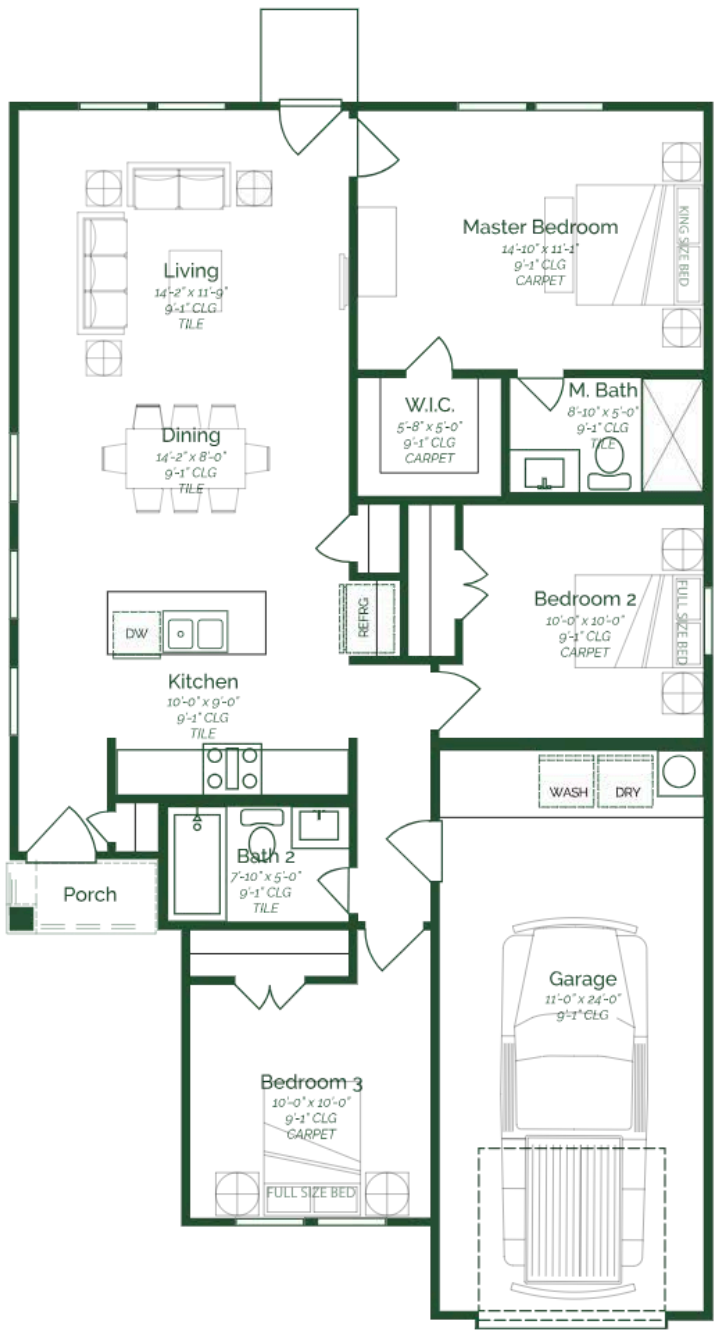 Living
14'-2" x 11'-9"
9'-1" CLG
TILE
Master Bedroom
14'-10" x 11'-1"
9'-1" CLG
CARPET
KING SIZE BED
W.I.C.
5'-8" x 5'-0"
9'-1" CLG
CARPET
M. Bath
8'-10" x 5'-0"
9'-1" CLG
TILE
Dining
14'-2" x 8'-0"
9'-1" CLG
TILE
DW
REFRG
Bedroom 2
10'-0" x 10'-0"
9'-1" CLG
CARPET
FULL SIZE BED
Kitchen
10'-0" x 9'-0"
9'-1" CLG
TILE
WASH
DRY
Bath 2
7'-10" x 5'-0"
9'-1" CLG
TILE
Porch
Garage
11'-0" x 24'-0"
9'-1" CLG
Bedroom 3
10'-0" x 10'-0"
9'-1" CLG
CARPET
FULL SIZE BED